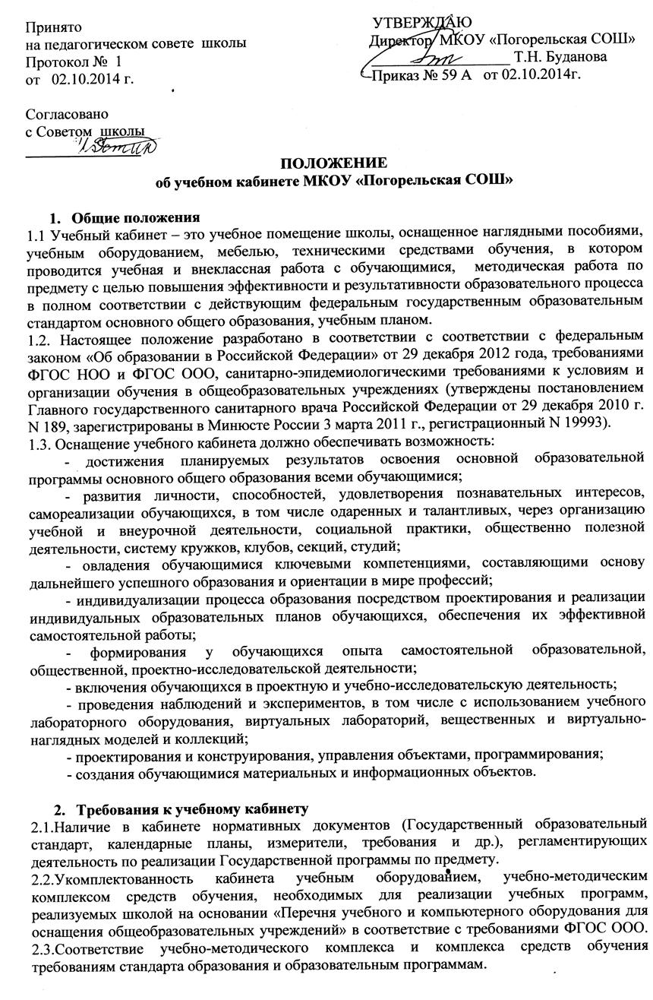 Принято
на педагогическом совете школы
Протокол № 1
от 02.10.2014 г.
УТВЕРЖДАЮ
Директор МКОУ «Погорельская СОШ»
Т.Н. Буданова
Приказ № 59 А от 02.10.2014г.
Согласовано
с Советом школы
ПОЛОЖЕНИЕ
об учебном кабинете МКОУ «Погорельская СОШ»
1. Общие положения
1.1 Учебный кабинет – это учебное помещение школы, оснащенное наглядными пособиями,
учебным оборудованием, мебелью, техническими средствами обучения, в котором
проводится учебная и внеклассная работа с обучающимися, методическая работа по
предмету с целью повышения эффективности и результативности образовательного процесса
в полном соответствии с действующим федеральным государственным образовательным
стандартом основного общего образования, учебным планом.
1.2. Настоящее положение разработано в соответствии с соответствии с федеральным
законом «Об образовании в Российской Федерации» от 29 декабря 2012 года, требованиями
ФГОС НОО и ФГОС ООО, санитарно-эпидемиологическими требованиями к условиям и
организации обучения в общеобразовательных учреждениях (утверждены постановлением
Главного государственного санитарного врача Российской Федерации от 29 декабря 2010 г.
N 189, зарегистрированы в Минюсте России 3 марта 2011 г., регистрационный N 19993).
1.3. Оснащение учебного кабинета должно обеспечивать возможность:
- достижения планируемых результатов освоения основной образовательной
программы основного общего образования всеми обучающимися;
- развития личности, способностей, удовлетворения познавательных интересов,
самореализации обучающихся, в том числе одаренных и талантливых, через организацию
учебной и внеурочной деятельности, социальной практики, общественно полезной
деятельности, систему кружков, клубов, секций, студий;
- овладения обучающимися ключевыми компетенциями, составляющими основу
дальнейшего успешного образования и ориентации в мире профессий;
- индивидуализации процесса образования посредством проектирования и реализации
индивидуальных образовательных планов обучающихся, обеспечения их эффективной
самостоятельной работы;
- формирования у обучающихся опыта самостоятельной образовательной,
общественной, проектно-исследовательской деятельности;
- включения обучающихся в проектную и учебно-исследовательскую деятельность;
- проведения наблюдений и экспериментов, в том числе с использованием учебного
лабораторного оборудования, виртуальных лабораторий, вещественных и виртуально-
наглядных моделей и коллекций;
- проектирования и конструирования, управления объектами, программирования;
- создания обучающимися материальных и информационных объектов.
2. Требования к учебному кабинету
2.1.Наличие в кабинете нормативных документов (Государственный образовательный
стандарт, календарные планы, измерители, требования и др.), регламентирующих
деятельность по реализации Государственной программы по предмету.
2.2.Укомплектованность кабинета учебным оборудованием, учебно-методическим
комплексом средств обучения, необходимых для реализации учебных программ,
реализуемых школой на основании «Перечня учебного и компьютерного оборудования для
оснащения общеобразовательных учреждений» в соответствие с требованиями ФГОС ООО.
2.3.Соответствие учебно-методического комплекса и комплекса средств обучения
требованиям стандарта образования и образовательным программам.